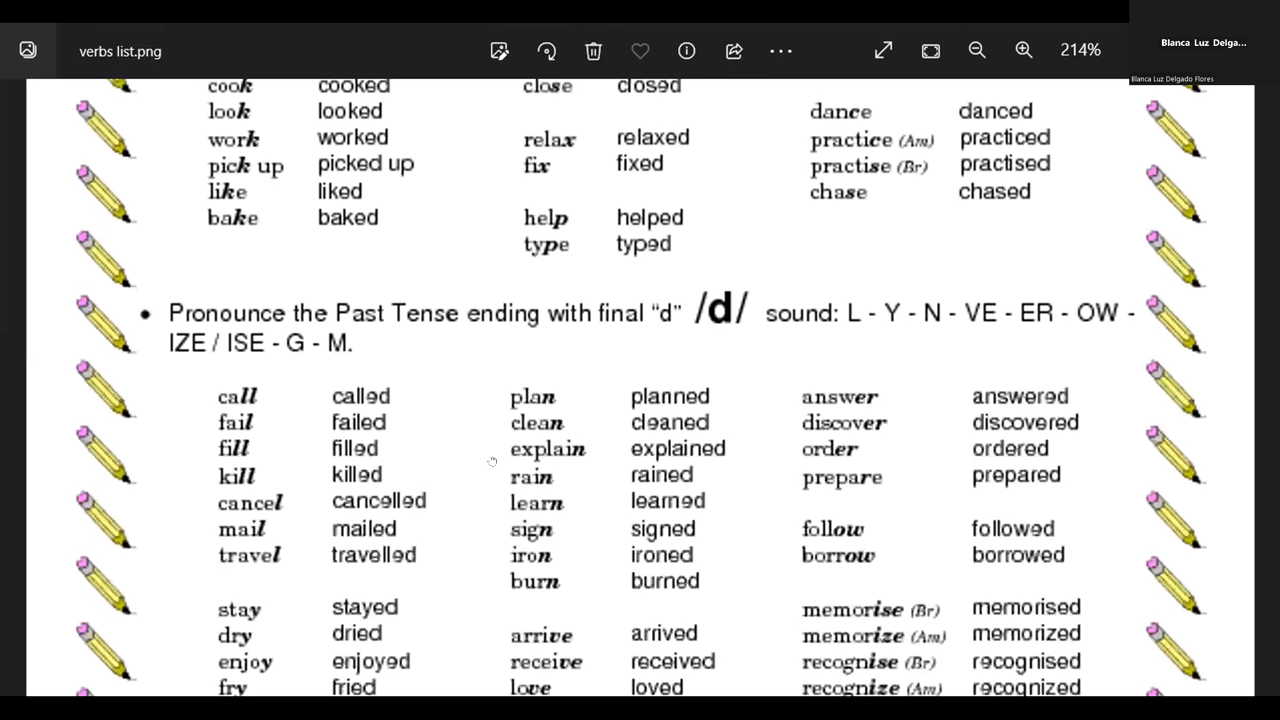 verbs list.png
214%
Blanca Luz Delga...
Blanca Luz Delgado Flores
cook cooked close closed
look looked dance danced
work worked relax relaxed practice (Am) practiced
pick up picked up fix fixed practise (Br) practised
like liked chase chased
bake baked help helped
type typed
• Pronounce the Past Tense ending with final "d" /d/ sound: L - Y - N - VE - ER - OW -
IZE / ISE - G - M.
call called plan planned answer answered
fail failed clean cleaned discover discovered
fill filled explain explained order ordered
kill killed rain rained prepare prepared
cancel cancelled learn learned
mail mailed sign signed follow followed
travel travelled iron ironed borrow borrowed
burn burned
stay stayed memorise (Br) memorised
dry dried arrive arrived memorize (Am) memorized
enjoy enjoyed receive received recognise (Br) recognised
fry fried love loved recognize (Am) recognized